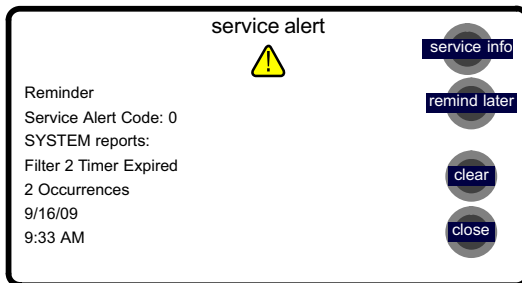 service alert
service info
Reminder
remind later
Service Alert Code: 0
SYSTEM reports:
Filter 2 Timer Expired
clear
2 Occurrences
9/16/09
close
9:33 AM